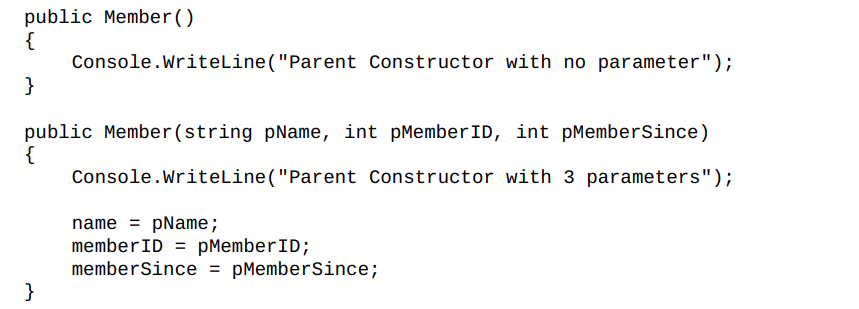 public Member()
{
Console.WriteLine("Parent Constructor with no parameter");
}
public Member(string pName, int pMemberID, int pMemberSince)
{
Console.WriteLine("Parent Constructor with 3 parameters");
name = pName;
memberID = pMemberID;
memberSince = pMemberSince;
}